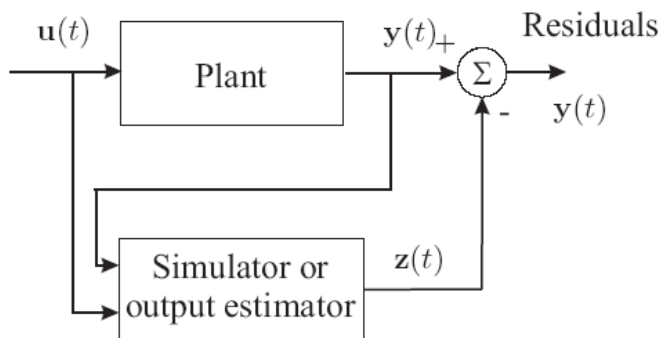 u(t)
Plant
y(t)
+
Σ
Residuals
y(t)
-
Simulator or
output estimator
z(t)